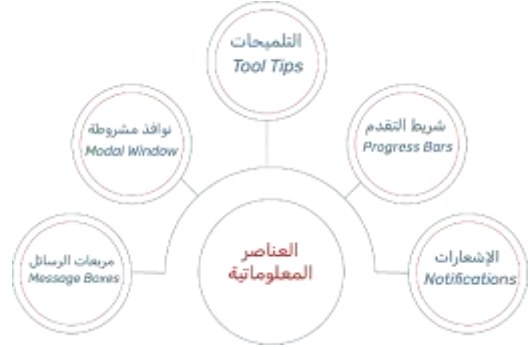 التلميحات
Tool Tips
نوافذ مشروطة
Modal Window
شريط التقدم
Progress Bars
مربعات الرسائل
Message Boxes
العناصر
المعلوماتية
الإشعارات
Notifications